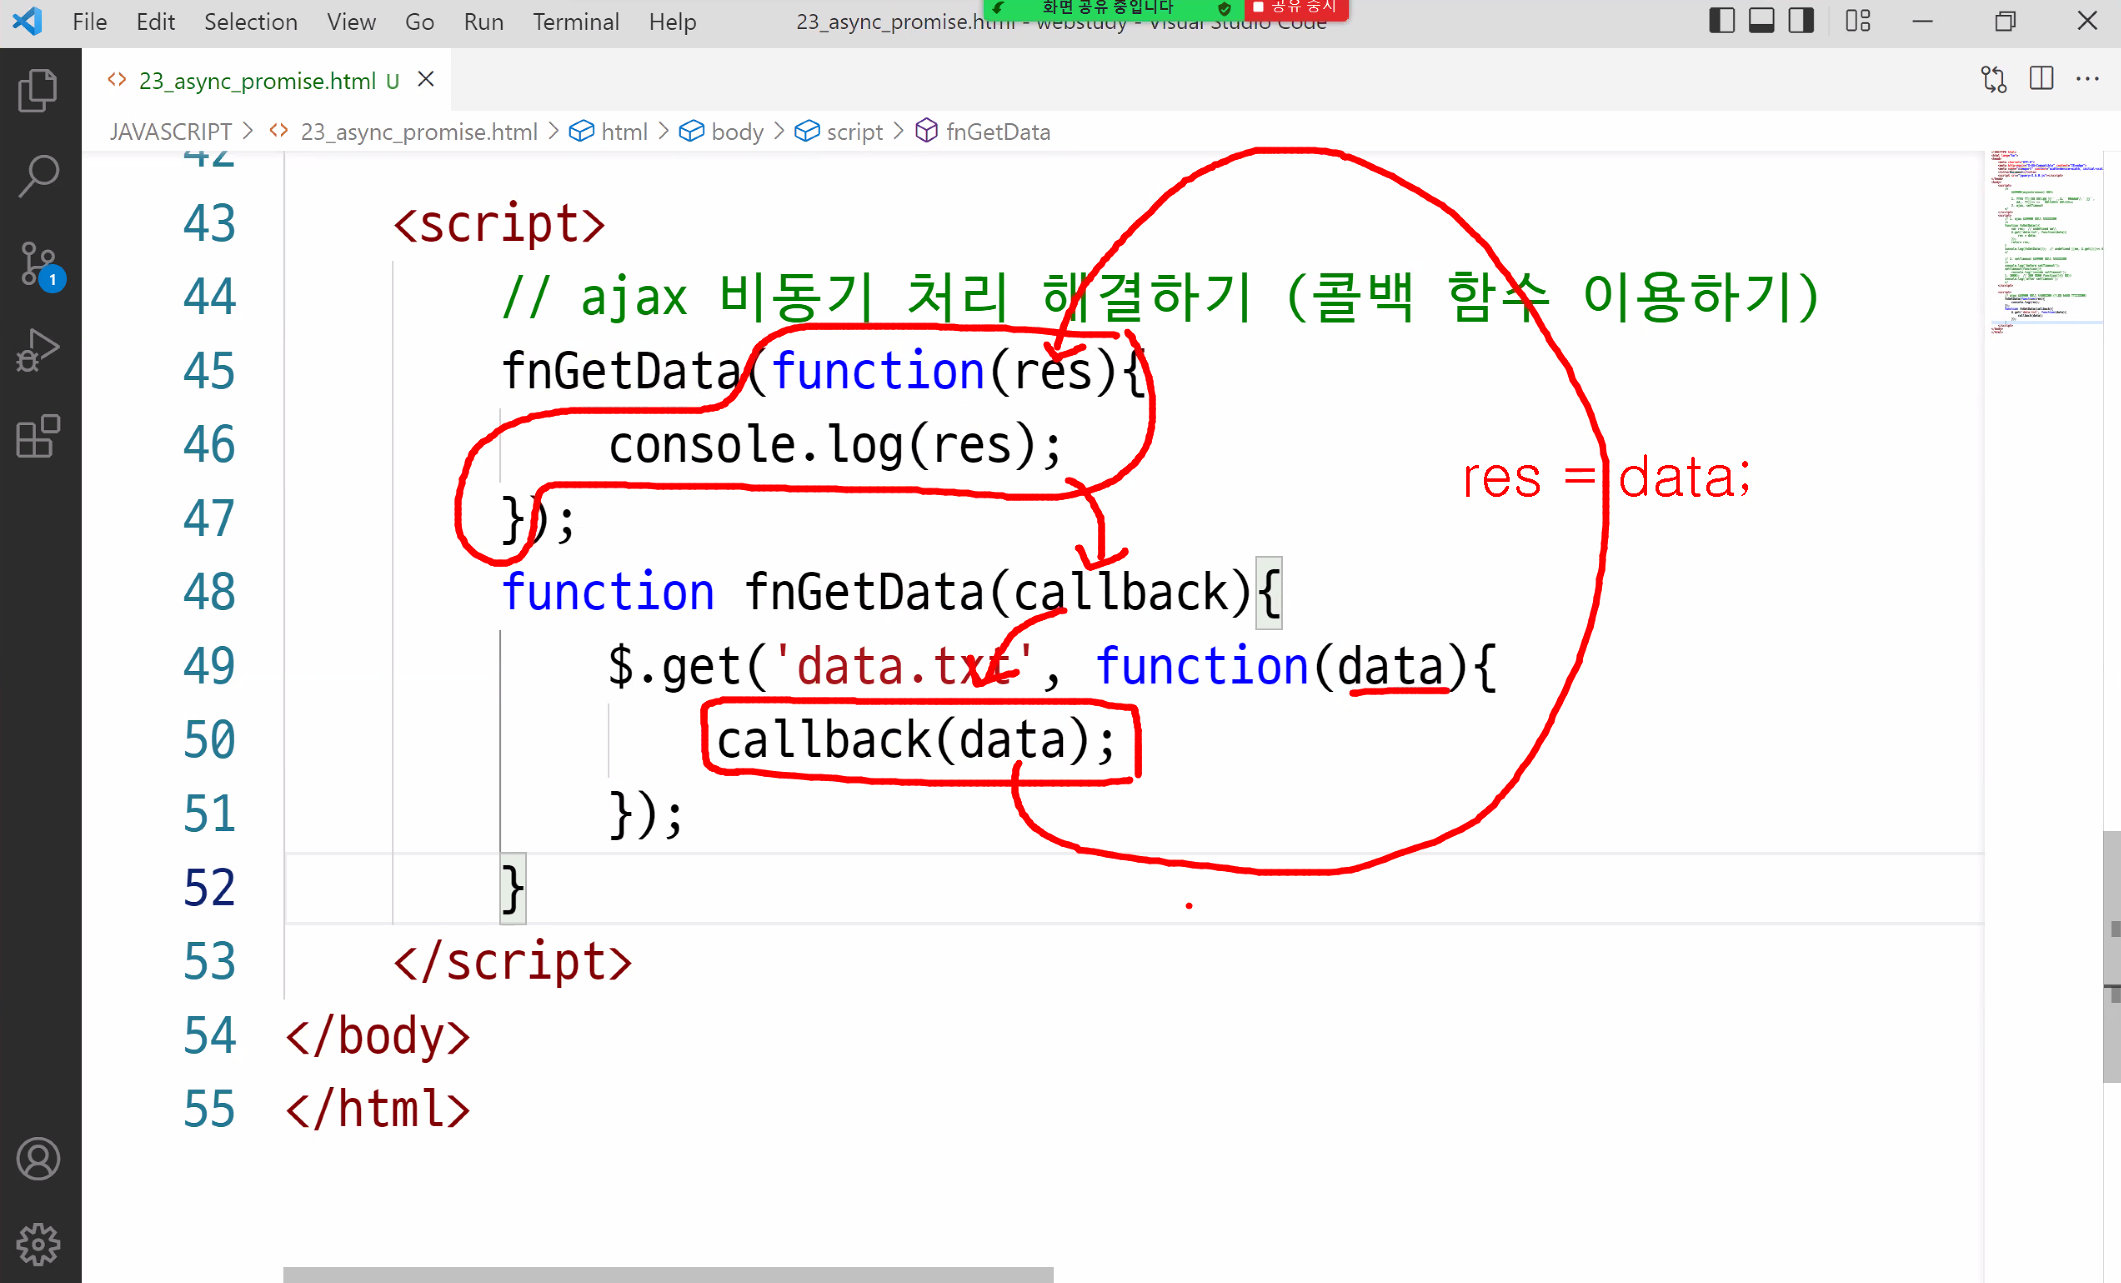 File Edit Selection View Go Run Terminal Help 23_async_promise.html - webstudy - Visual Studio Code
화면 공유 중입니다 공유 중지
23_async_promise.html U
JAVASCRIPT > 23_async_promise.html > html > body > script > fnGetData
42
43 <script>
44 // ajax 비동기 처리 해결하기 (콜백 함수 이용하기)
45 fnGetData(function(res){
46 console.log(res);
res = data;
47 });
48 function fnGetData(callback){
49 $.get('data.txt', function(data){
50 callback(data);
51 });
52 }
53 </script>
54 </body>
55 </html>
1